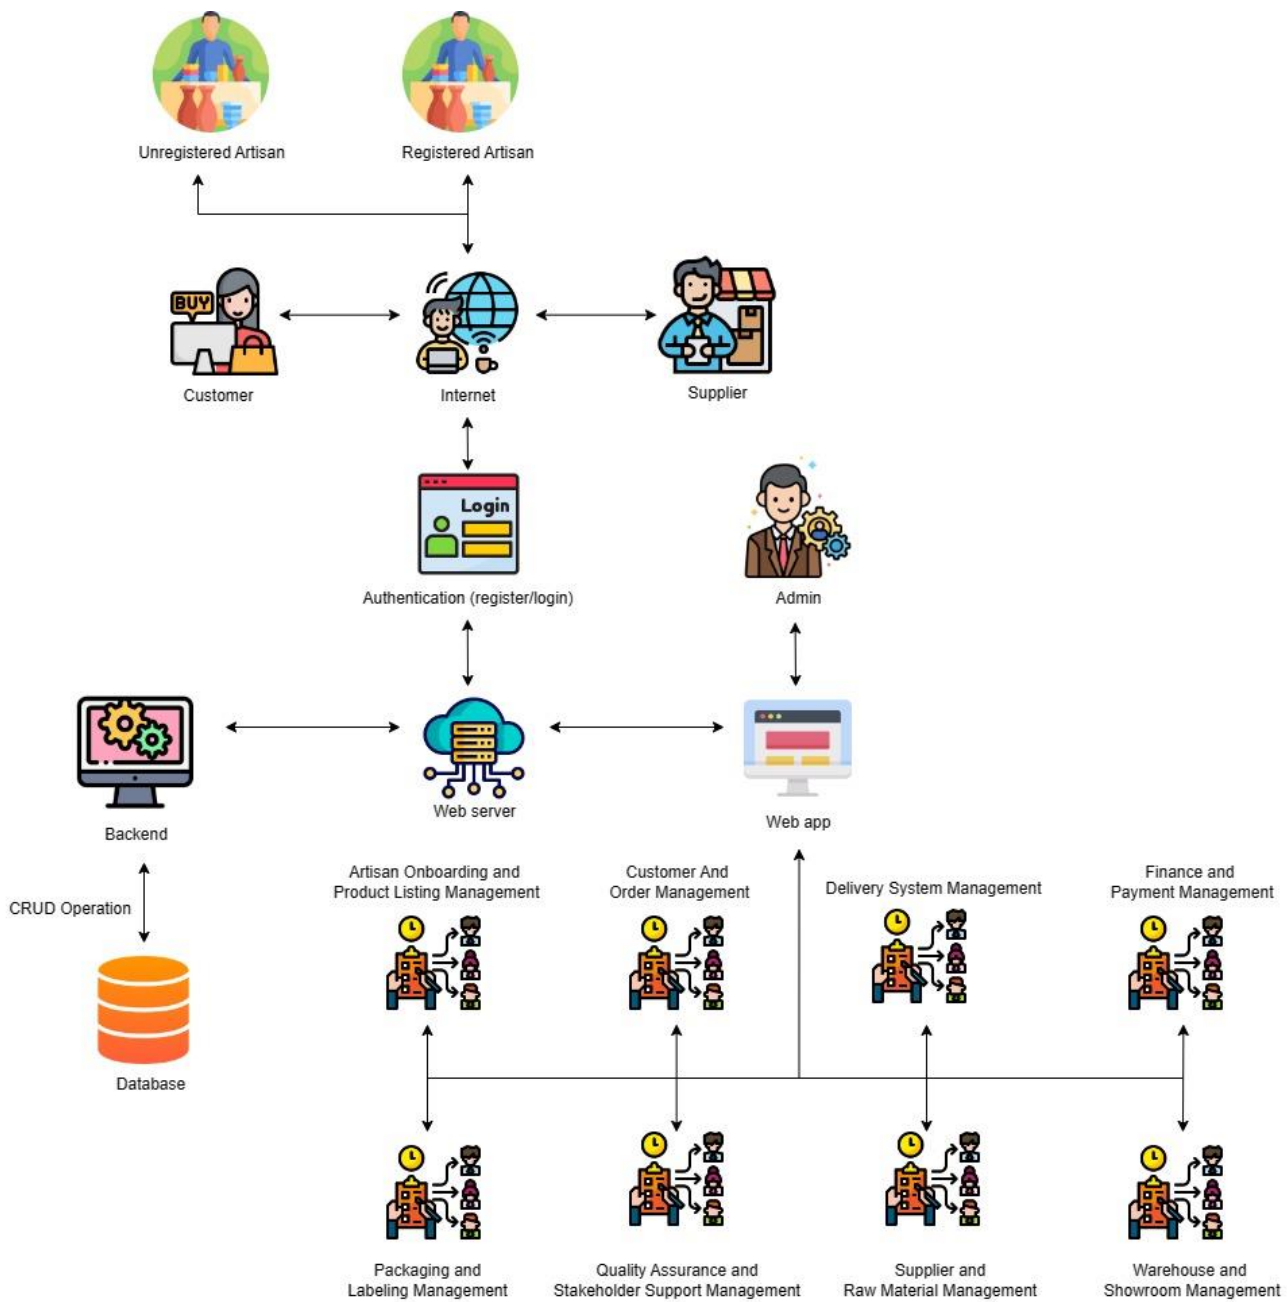 Unregistered Artisan
Registered Artisan
BUY
Customer
Internet
Supplier
Login
Authentication (register/login)
Admin
Backend
Web server
Web app
CRUD Operation
Database
Artisan Onboarding and
Product Listing Management
Customer And
Order Management
Delivery System Management
Finance and
Payment Management
Packaging and
Labeling Management
Quality Assurance and
Stakeholder Support Management
Supplier and
Raw Material Management
Warehouse and
Showroom Management